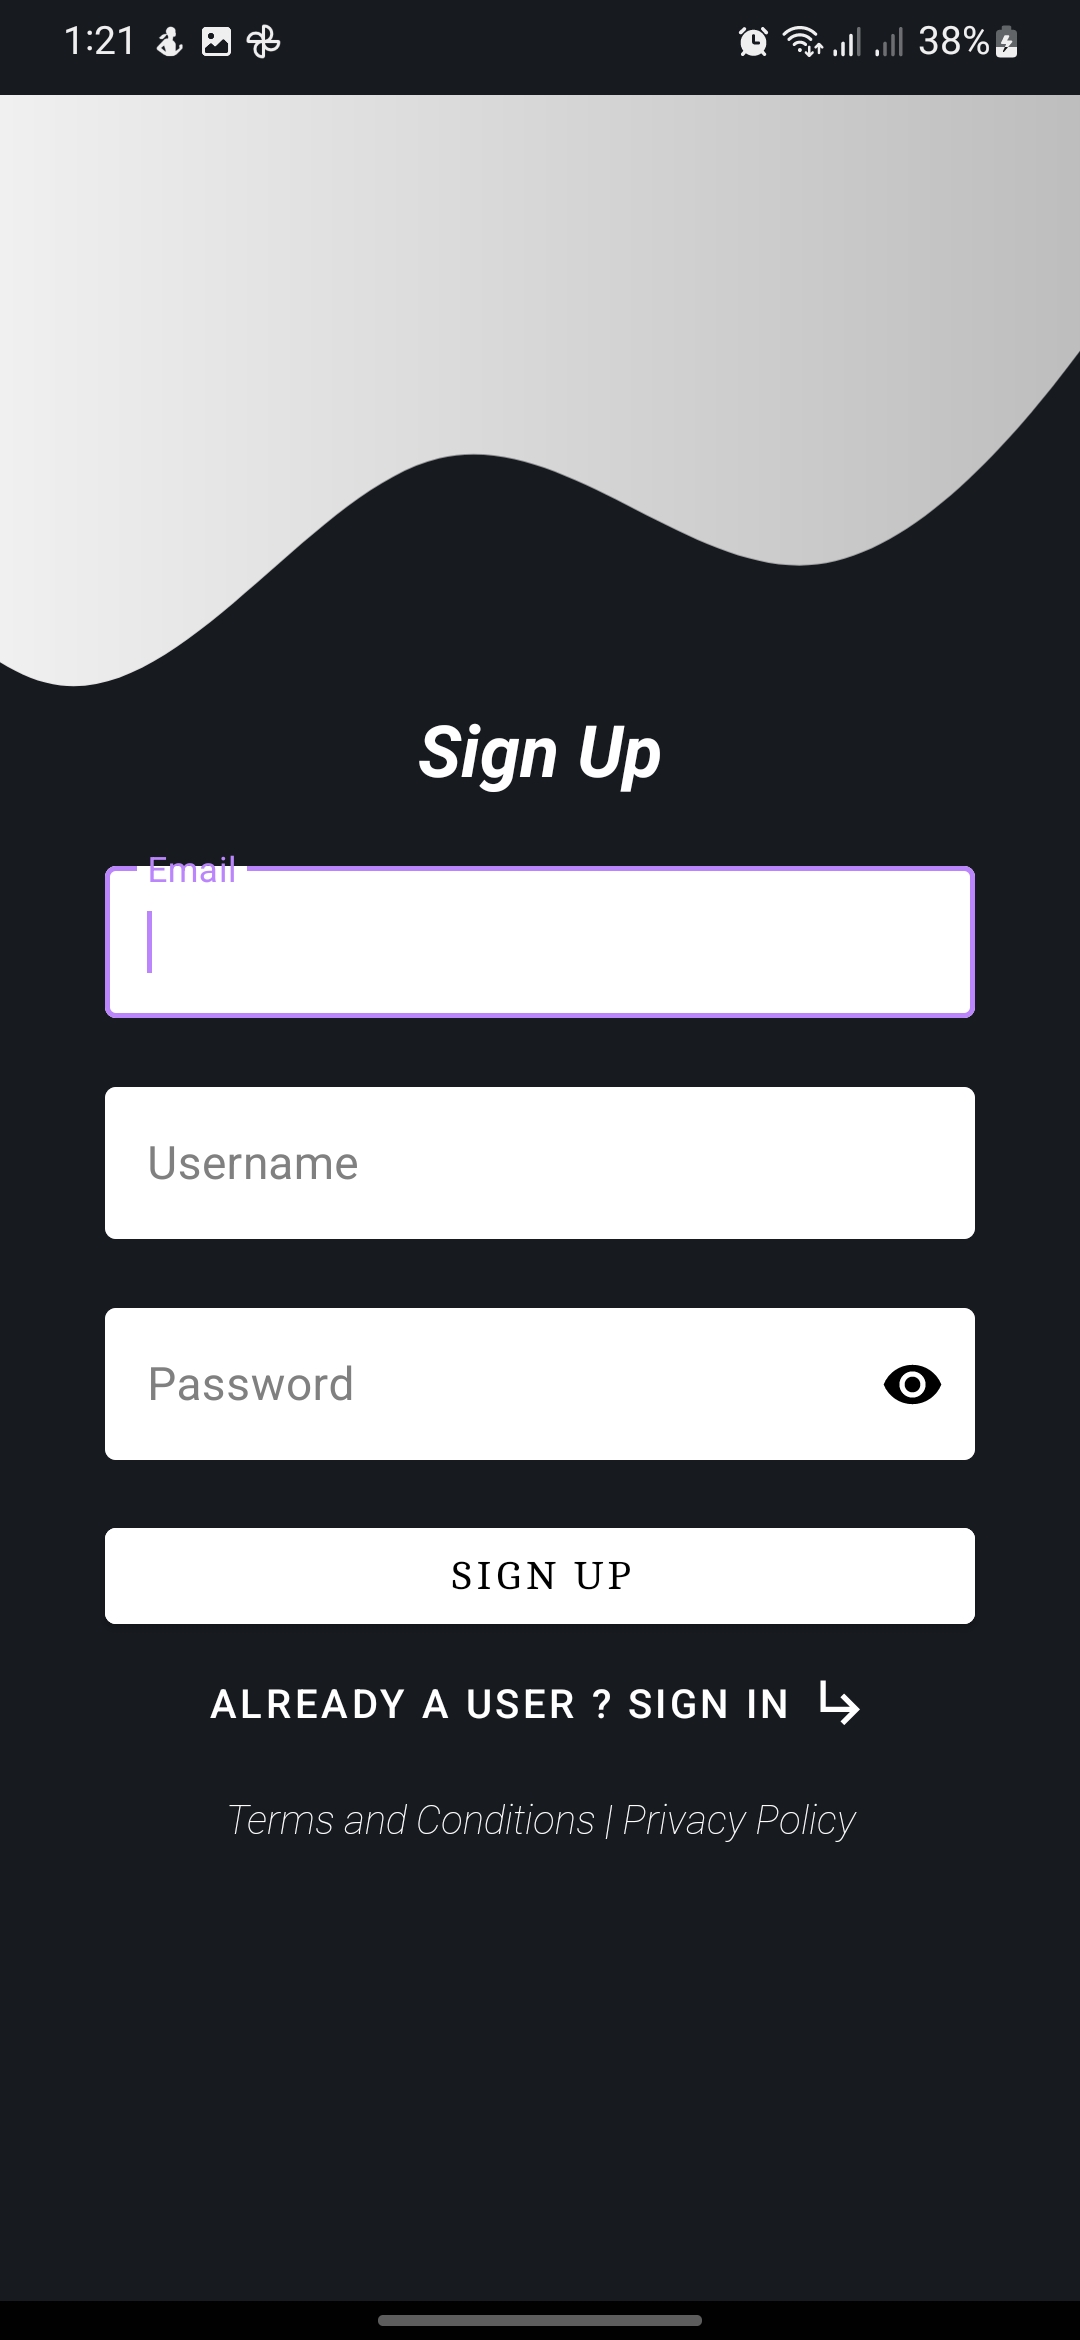 1:21 38%
Sign Up
Email
Username
Password
SIGN UP
ALREADY A USER ? SIGN IN
Terms and Conditions | Privacy Policy